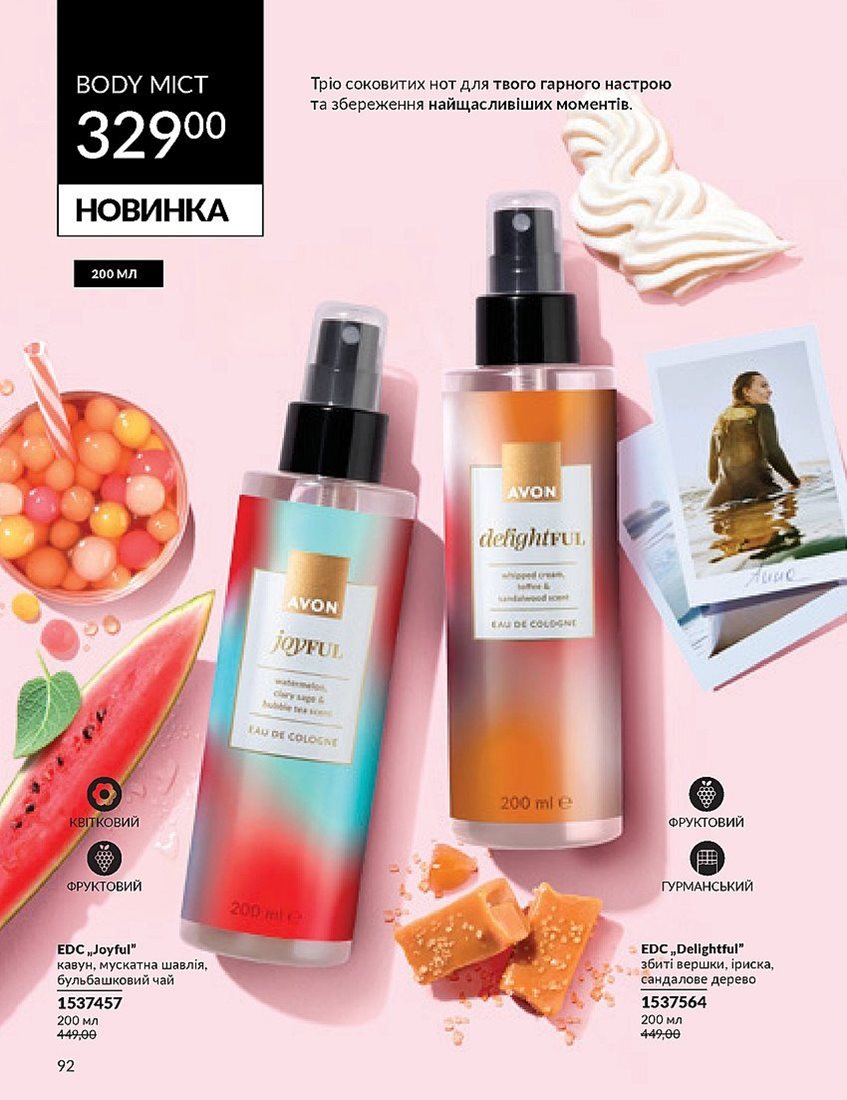 BODY МІСТ
329⁰⁰
НОВИНКА
200 МЛ
Тріо соковитих нот для твого гарного настрою
та збереження найщасливіших моментів.
AVON
delightFUL
whipped cream,
toffee &
sandalwood scent
EAU DE COLOGNE
200 ml e
AVON
joyFUL
watermelon,
clary sage &
bubble tea scent
EAU DE COLOGNE
200 ml e
КВІТКОВИЙ
ФРУКТОВИЙ
ФРУКТОВИЙ
ГУРМАНСЬКИЙ
EDC „Joyful”
кавун, мускатна шавлія,
бульбашковий чай
1537457
200 мл
449,00
EDC „Delightful”
збиті вершки, іриска,
сандалове дерево
1537564
200 мл
449,00
92